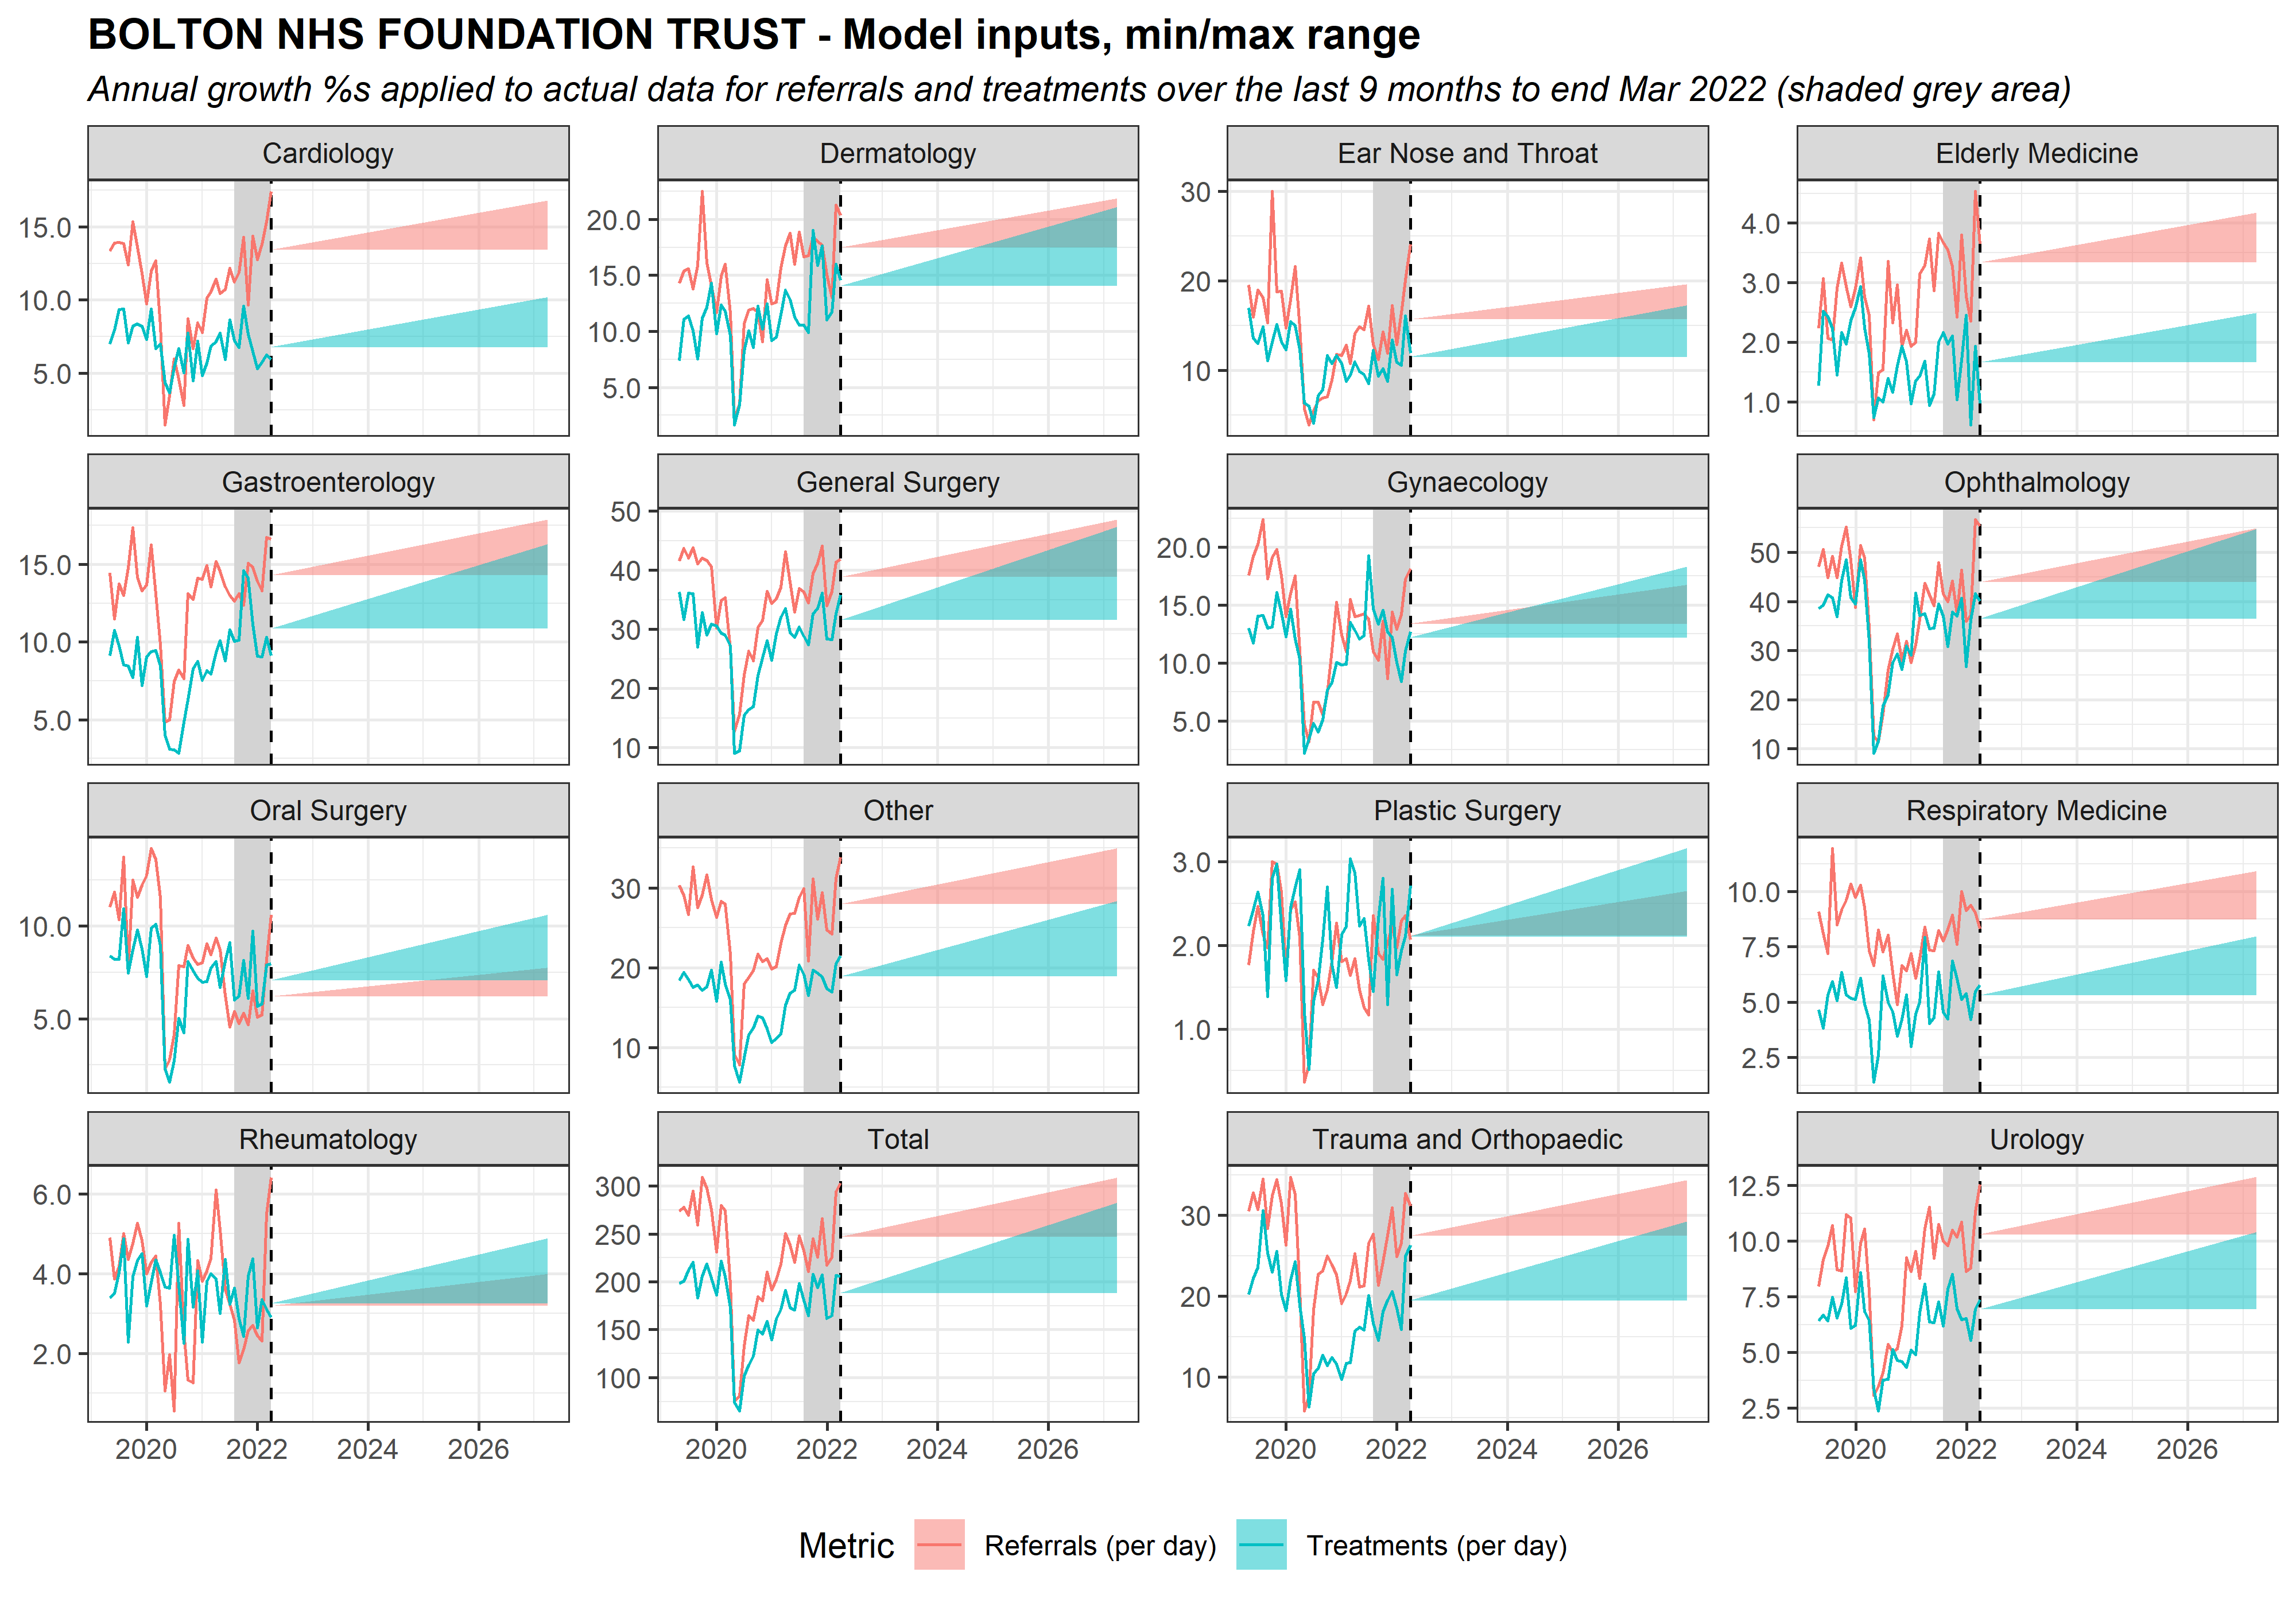 BOLTON NHS FOUNDATION TRUST - Model inputs, min/max range
Annual growth %s applied to actual data for referrals and treatments over the last 9 months to end Mar 2022 (shaded grey area)
Cardiology
Dermatology
Ear Nose and Throat
Elderly Medicine
15.0
10.0
5.0
20.0
15.0
10.0
5.0
30
20
10
4.0
3.0
2.0
1.0
Gastroenterology
General Surgery
Gynaecology
Ophthalmology
15.0
10.0
5.0
50
40
30
20
10
20.0
15.0
10.0
5.0
50
40
30
20
10
Oral Surgery
Other
Plastic Surgery
Respiratory Medicine
10.0
5.0
30
20
10
3.0
2.0
1.0
10.0
7.5
5.0
2.5
Rheumatology
Total
Trauma and Orthopaedic
Urology
6.0
4.0
2.0
300
250
200
150
100
30
20
10
12.5
10.0
7.5
5.0
2.5
2020 2022 2024 2026
2020 2022 2024 2026
2020 2022 2024 2026
2020 2022 2024 2026
Metric Referrals (per day) Treatments (per day)